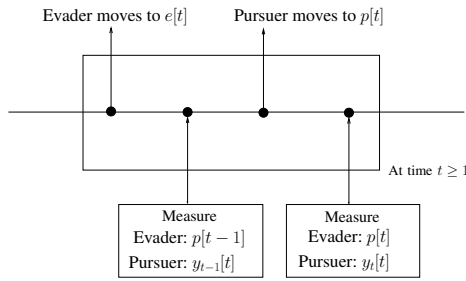 Evader moves to $e[t]$
Pursuer moves to $p[t]$
At time $t \geq 1$
Measure
Evader: $p[t-1]$
Pursuer: $y_{t-1}[t]$
Measure
Evader: $p[t]$
Pursuer: $y_t[t]$